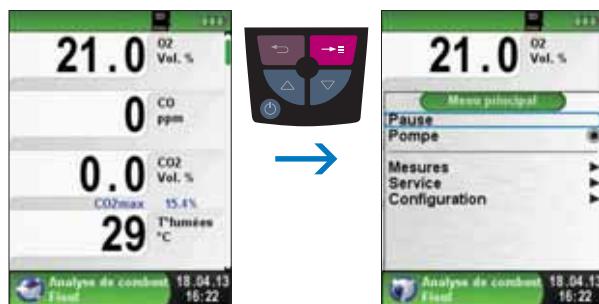 21.0 O2 Vol. %
0 CO ppm
0.0 CO2 Vol. %
CO2max 15.4%
29 T°fumées °C
Analyse de combust
Fioul
18.04.13
16:22
21.0 O2 Vol. %
Menu principal
Pause
Pompe
Mesures
Service
Configuration
Analyse de combust
Fioul
18.04.13
16:22